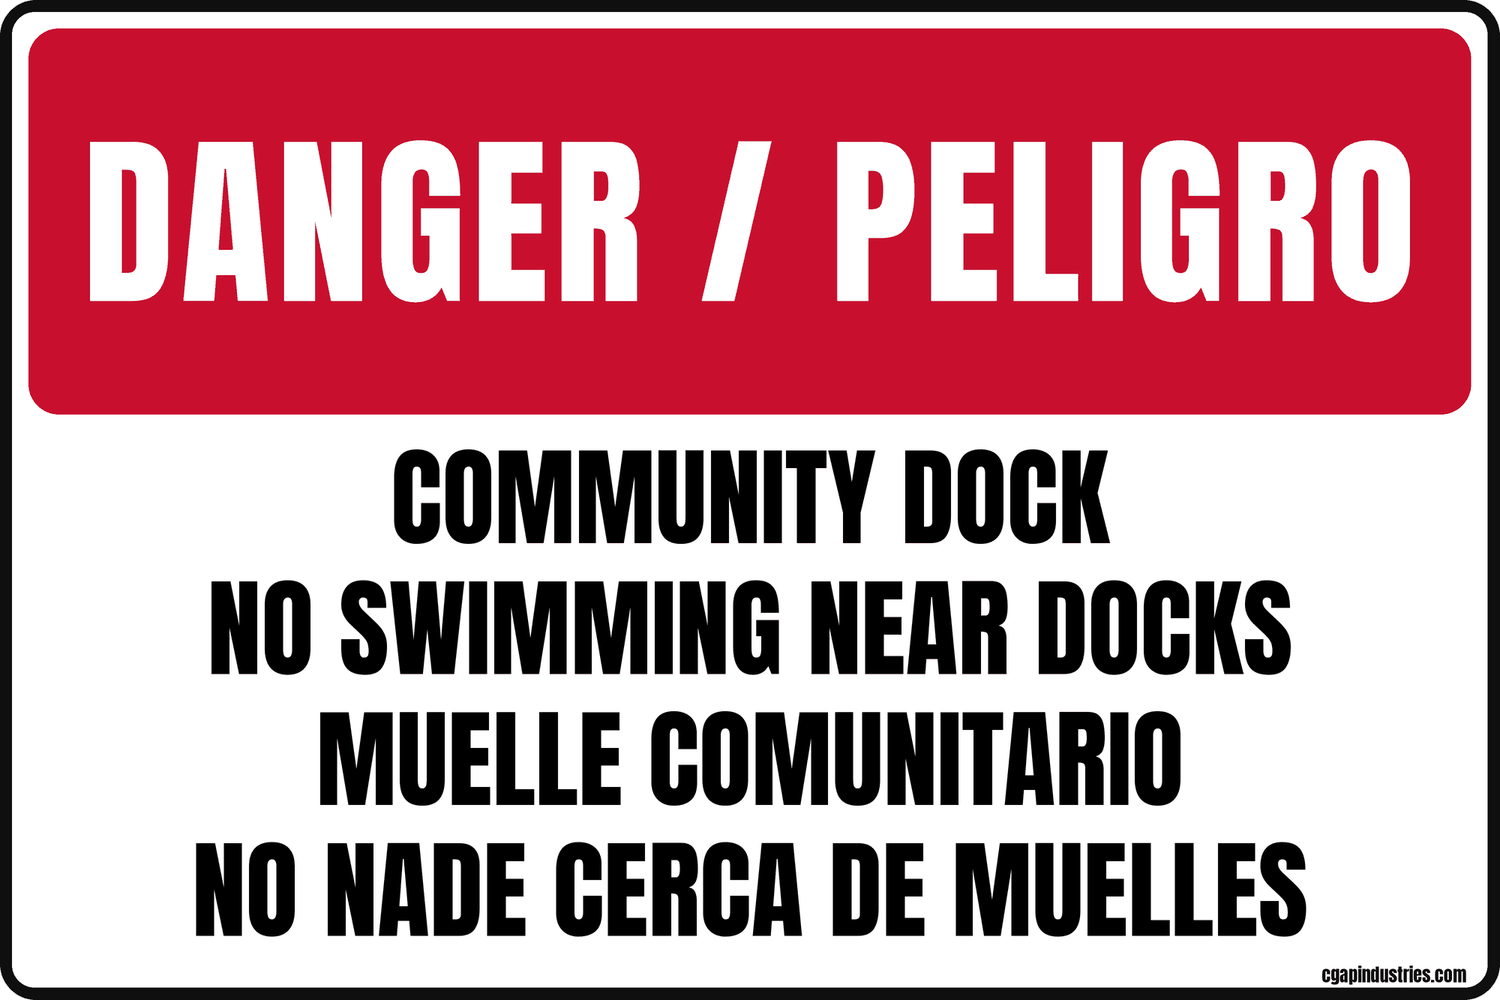 DANGER / PELIGRO
COMMUNITY DOCK
NO SWIMMING NEAR DOCKS
MUELLE COMUNITARIO
NO NADE CERCA DE MUELLES
cgapindustries.com